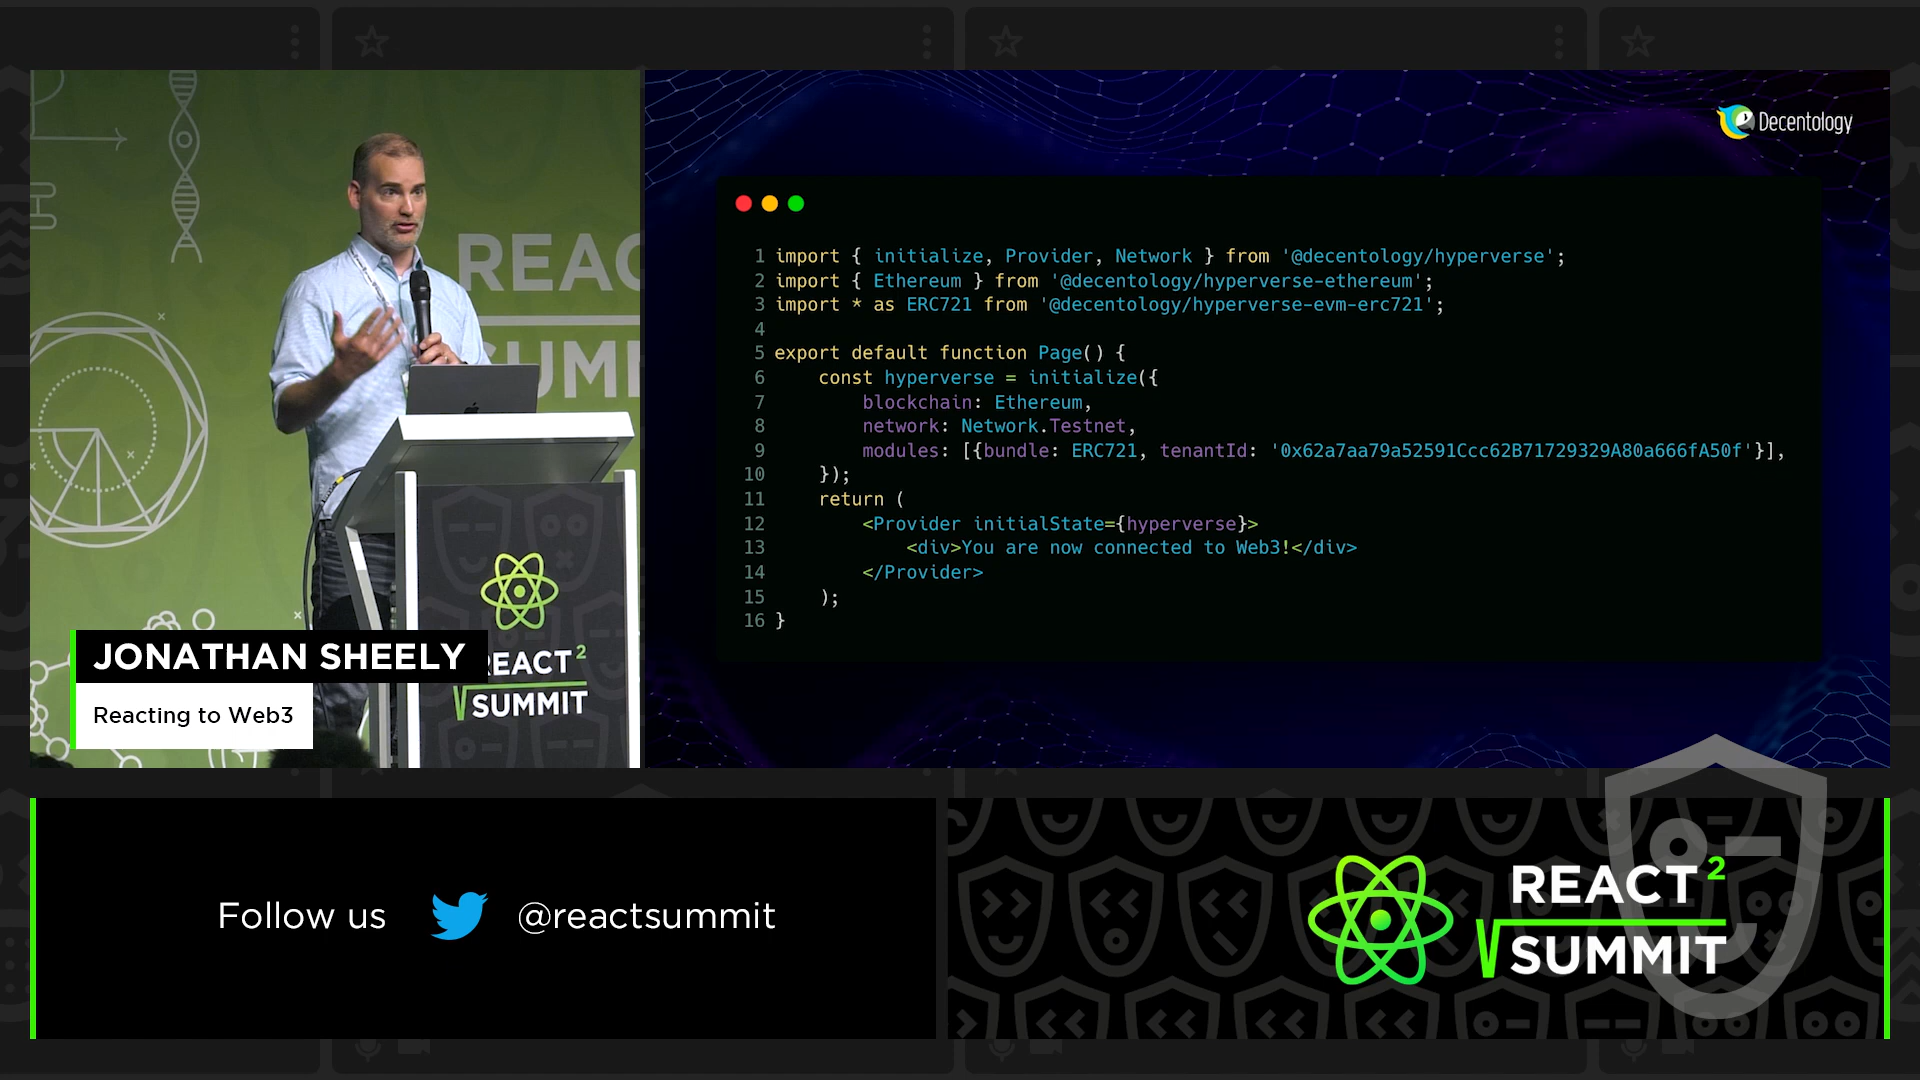 REAC
SUMI
JONATHAN SHEELY
Reacting to Web3
REACT²
SUMMIT
Decentology
1 import { initialize, Provider, Network } from '@decentology/hyperverse';
2 import { Ethereum } from '@decentology/hyperverse-ethereum';
3 import * as ERC721 from '@decentology/hyperverse-evm-erc721';
4
5 export default function Page() {
6     const hyperverse = initialize({
7         blockchain: Ethereum,
8         network: Network.Testnet,
9         modules: [{bundle: ERC721, tenantId: '0x62a7aa79a52591Ccc62B71729329A80a666fA50f'}],
10     });
11     return (
12         <Provider initialState={hyperverse}>
13             <div>You are now connected to Web3!</div>
14         </Provider>
15     );
16 }
Follow us @reactsummit
REACT²
SUMMIT